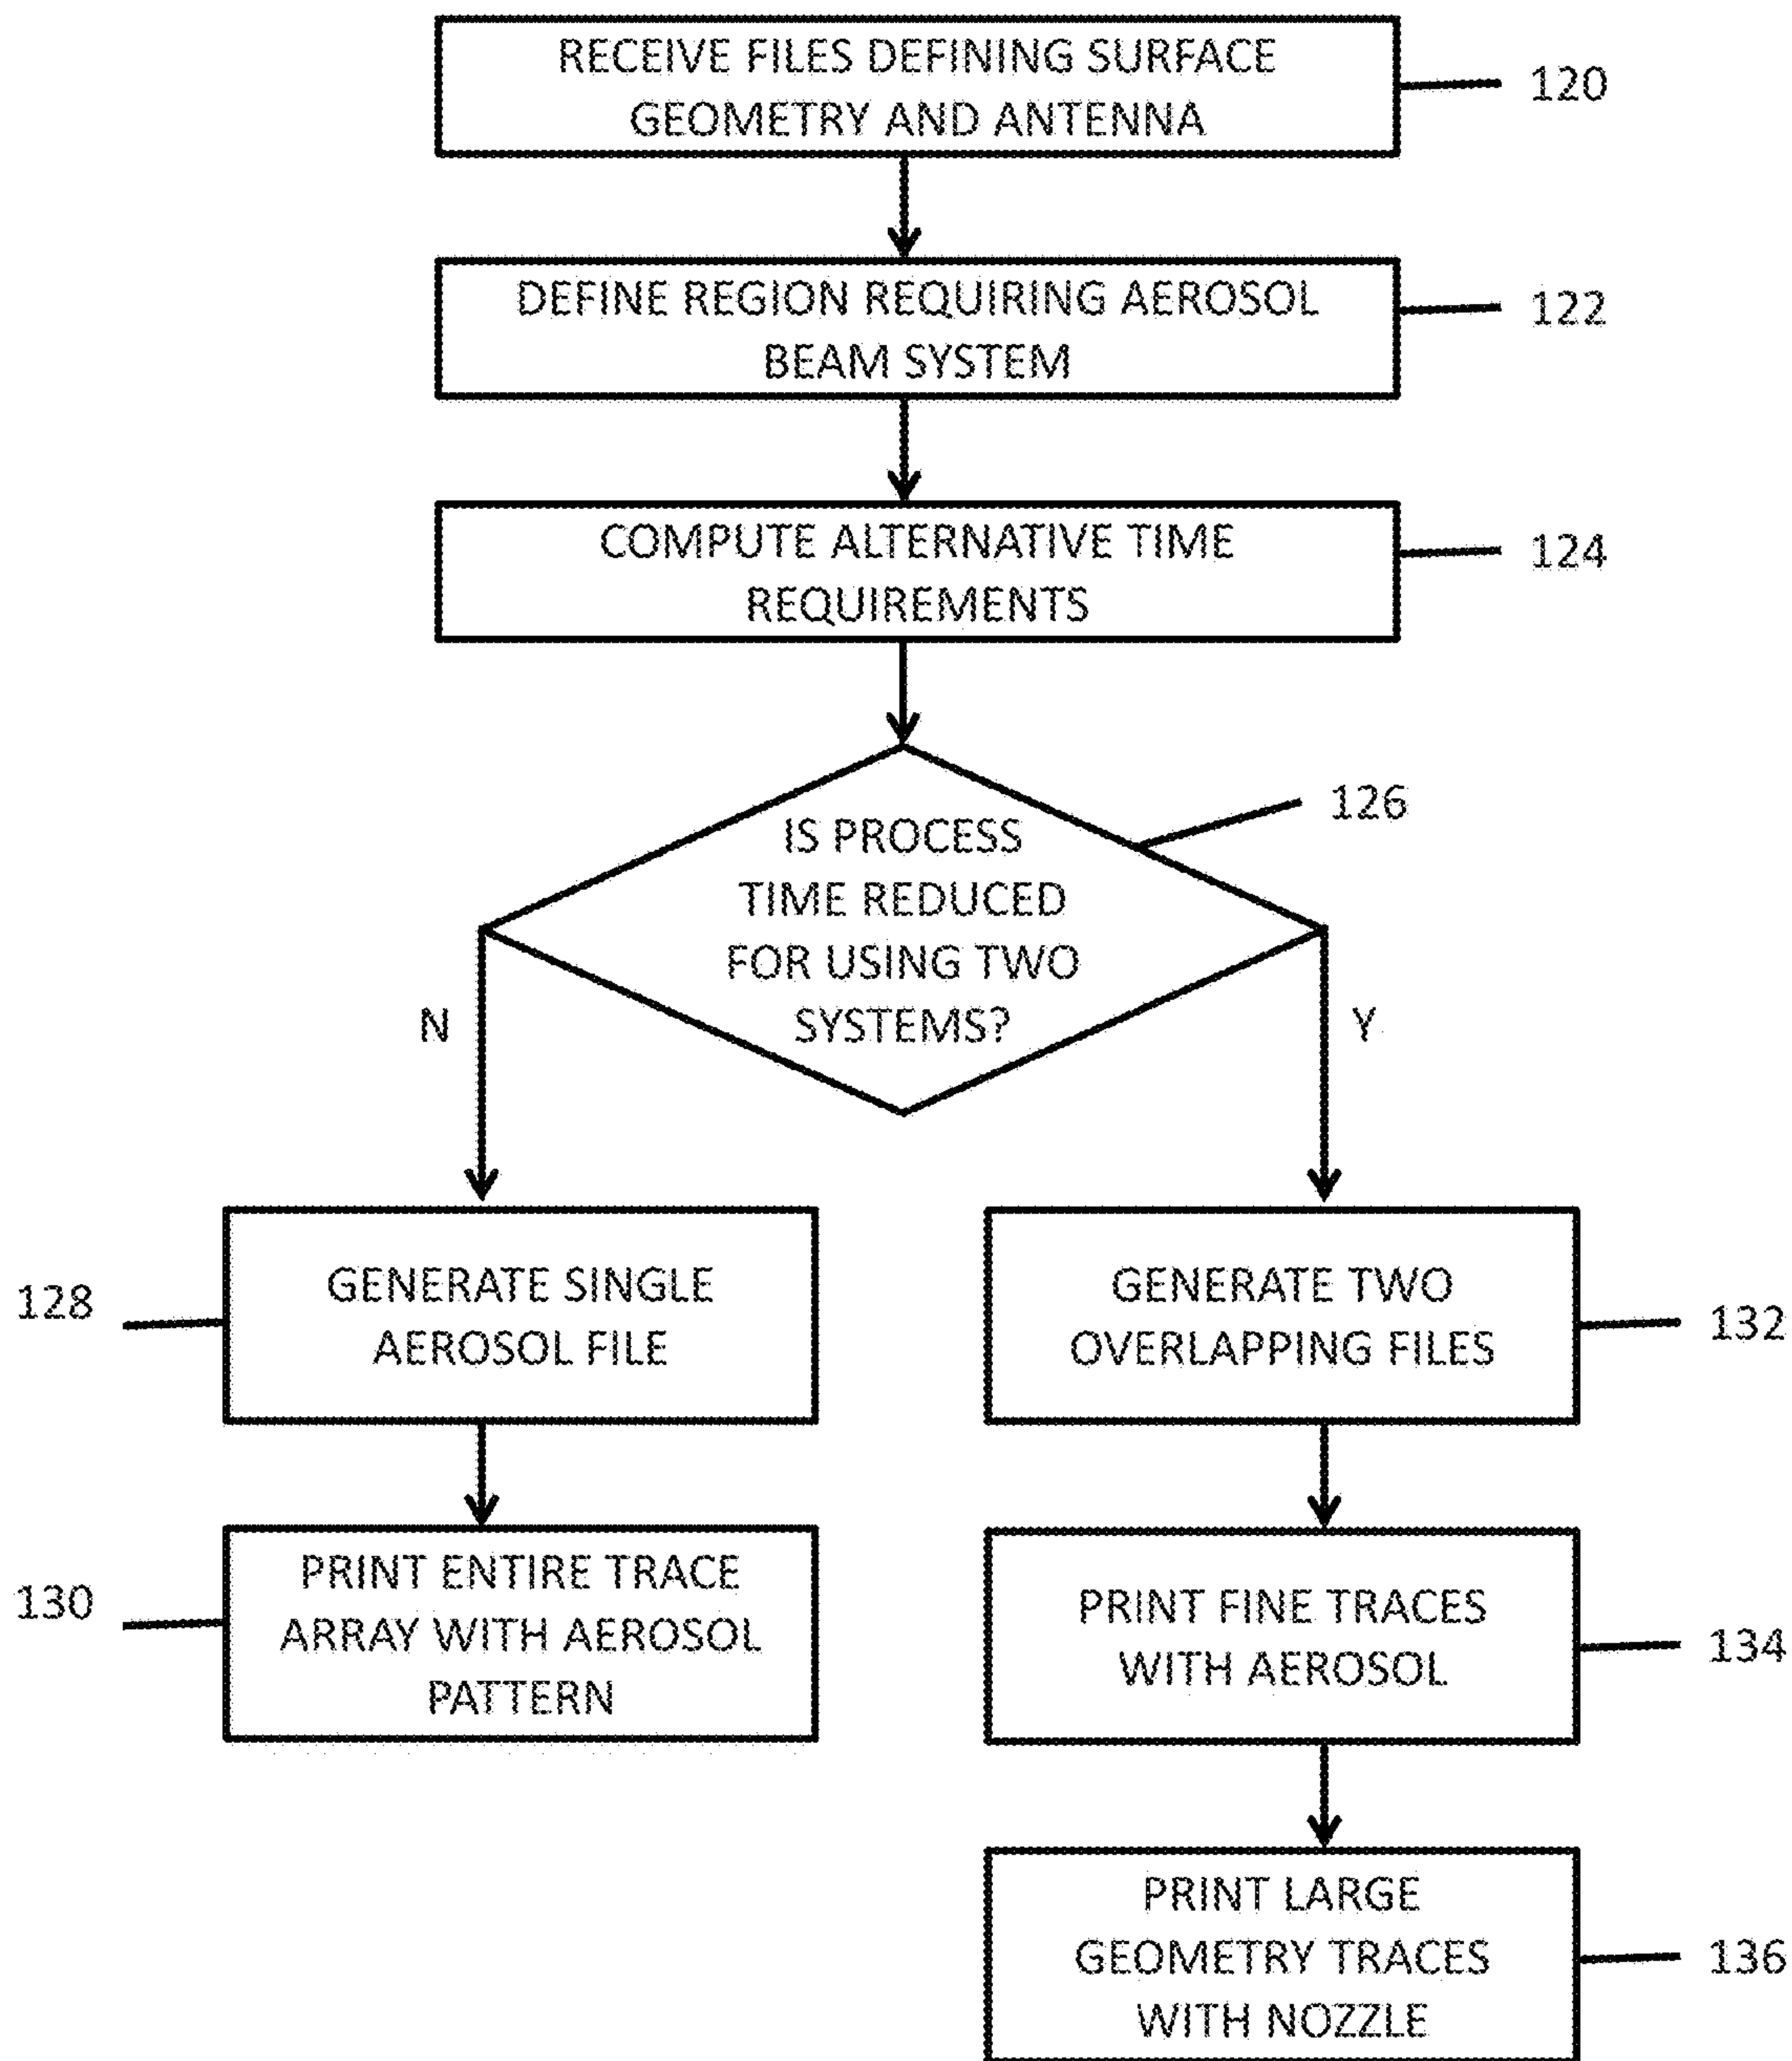 RECEIVE FILES DEFINING SURFACE
GEOMETRY AND ANTENNA
120
DEFINE REGION REQUIRING AEROSOL
BEAM SYSTEM
122
COMPUTE ALTERNATIVE TIME
REQUIREMENTS
124
126
IS PROCESS
TIME REDUCED
FOR USING TWO
SYSTEMS?
N
Y
128
GENERATE SINGLE
AEROSOL FILE
GENERATE TWO
OVERLAPPING FILES
132
130
PRINT ENTIRE TRACE
ARRAY WITH AEROSOL
PATTERN
PRINT FINE TRACES
WITH AEROSOL
134
PRINT LARGE
GEOMETRY TRACES
WITH NOZZLE
136